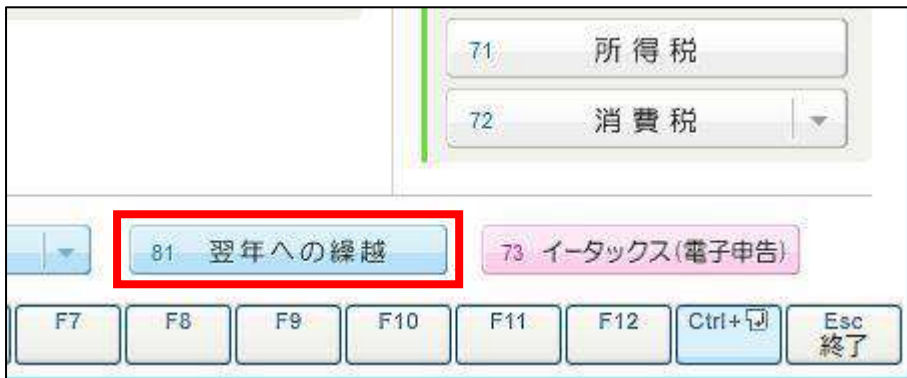 71 所得税
72 消費税
81 翌年への繰越
73 イータックス(電子申告)
F7 F8 F9 F10 F11 F12 Ctrl+ Esc
終了